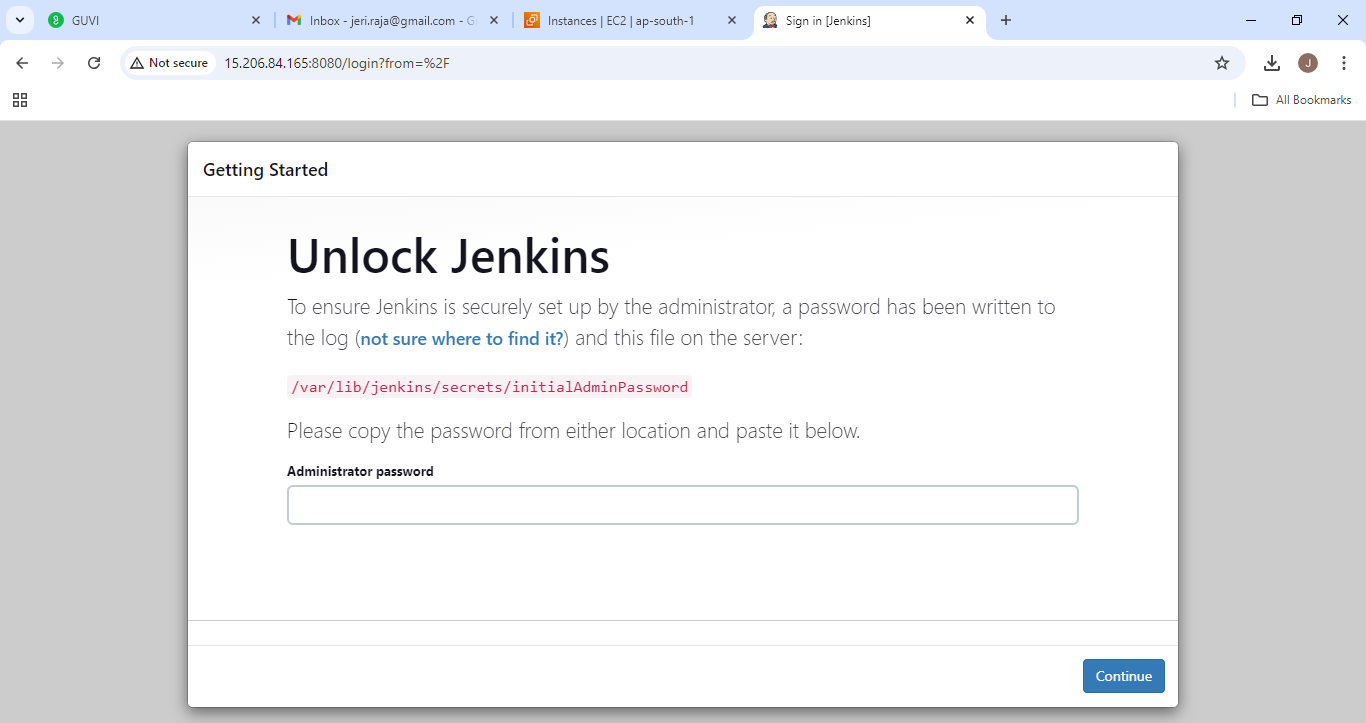 GUVI
Inbox - jeri.raja@gmail.com - G
Instances | EC2 | ap-south-1
Sign in [Jenkins]
Not secure
15.206.84.165:8080/login?from=%2F
J
All Bookmarks
Getting Started
Unlock Jenkins
To ensure Jenkins is securely set up by the administrator, a password has been written to
the log (not sure where to find it?) and this file on the server:
/var/lib/jenkins/secrets/initialAdminPassword
Please copy the password from either location and paste it below.
Administrator password
Continue